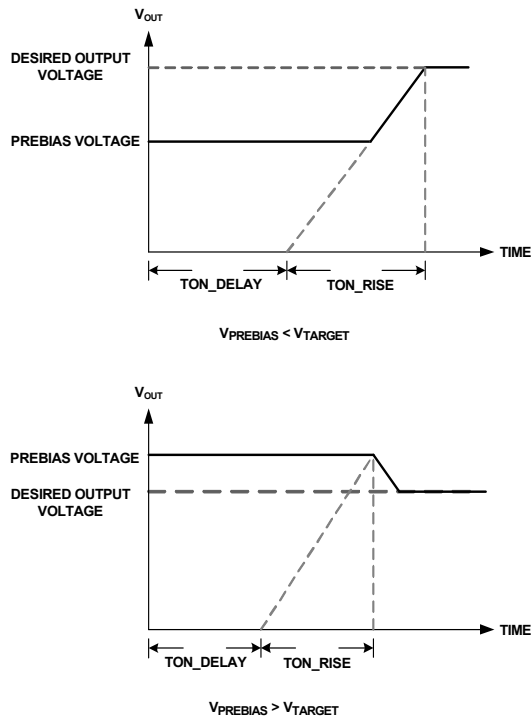 VOUT
DESIRED OUTPUT
VOLTAGE
PREBIAS VOLTAGE
TIME
TON_DELAY
TON_RISE
VPREBIAS < VTARGET
VOUT
PREBIAS VOLTAGE
DESIRED OUTPUT
VOLTAGE
TIME
TON_DELAY
TON_RISE
VPREBIAS > VTARGET